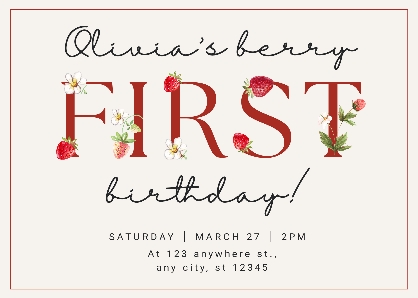 Olivia's berry
FIRST
birthday!
SATURDAY | MARCH 27 | 2PM
At 123 anywhere st.,
any city, st 12345